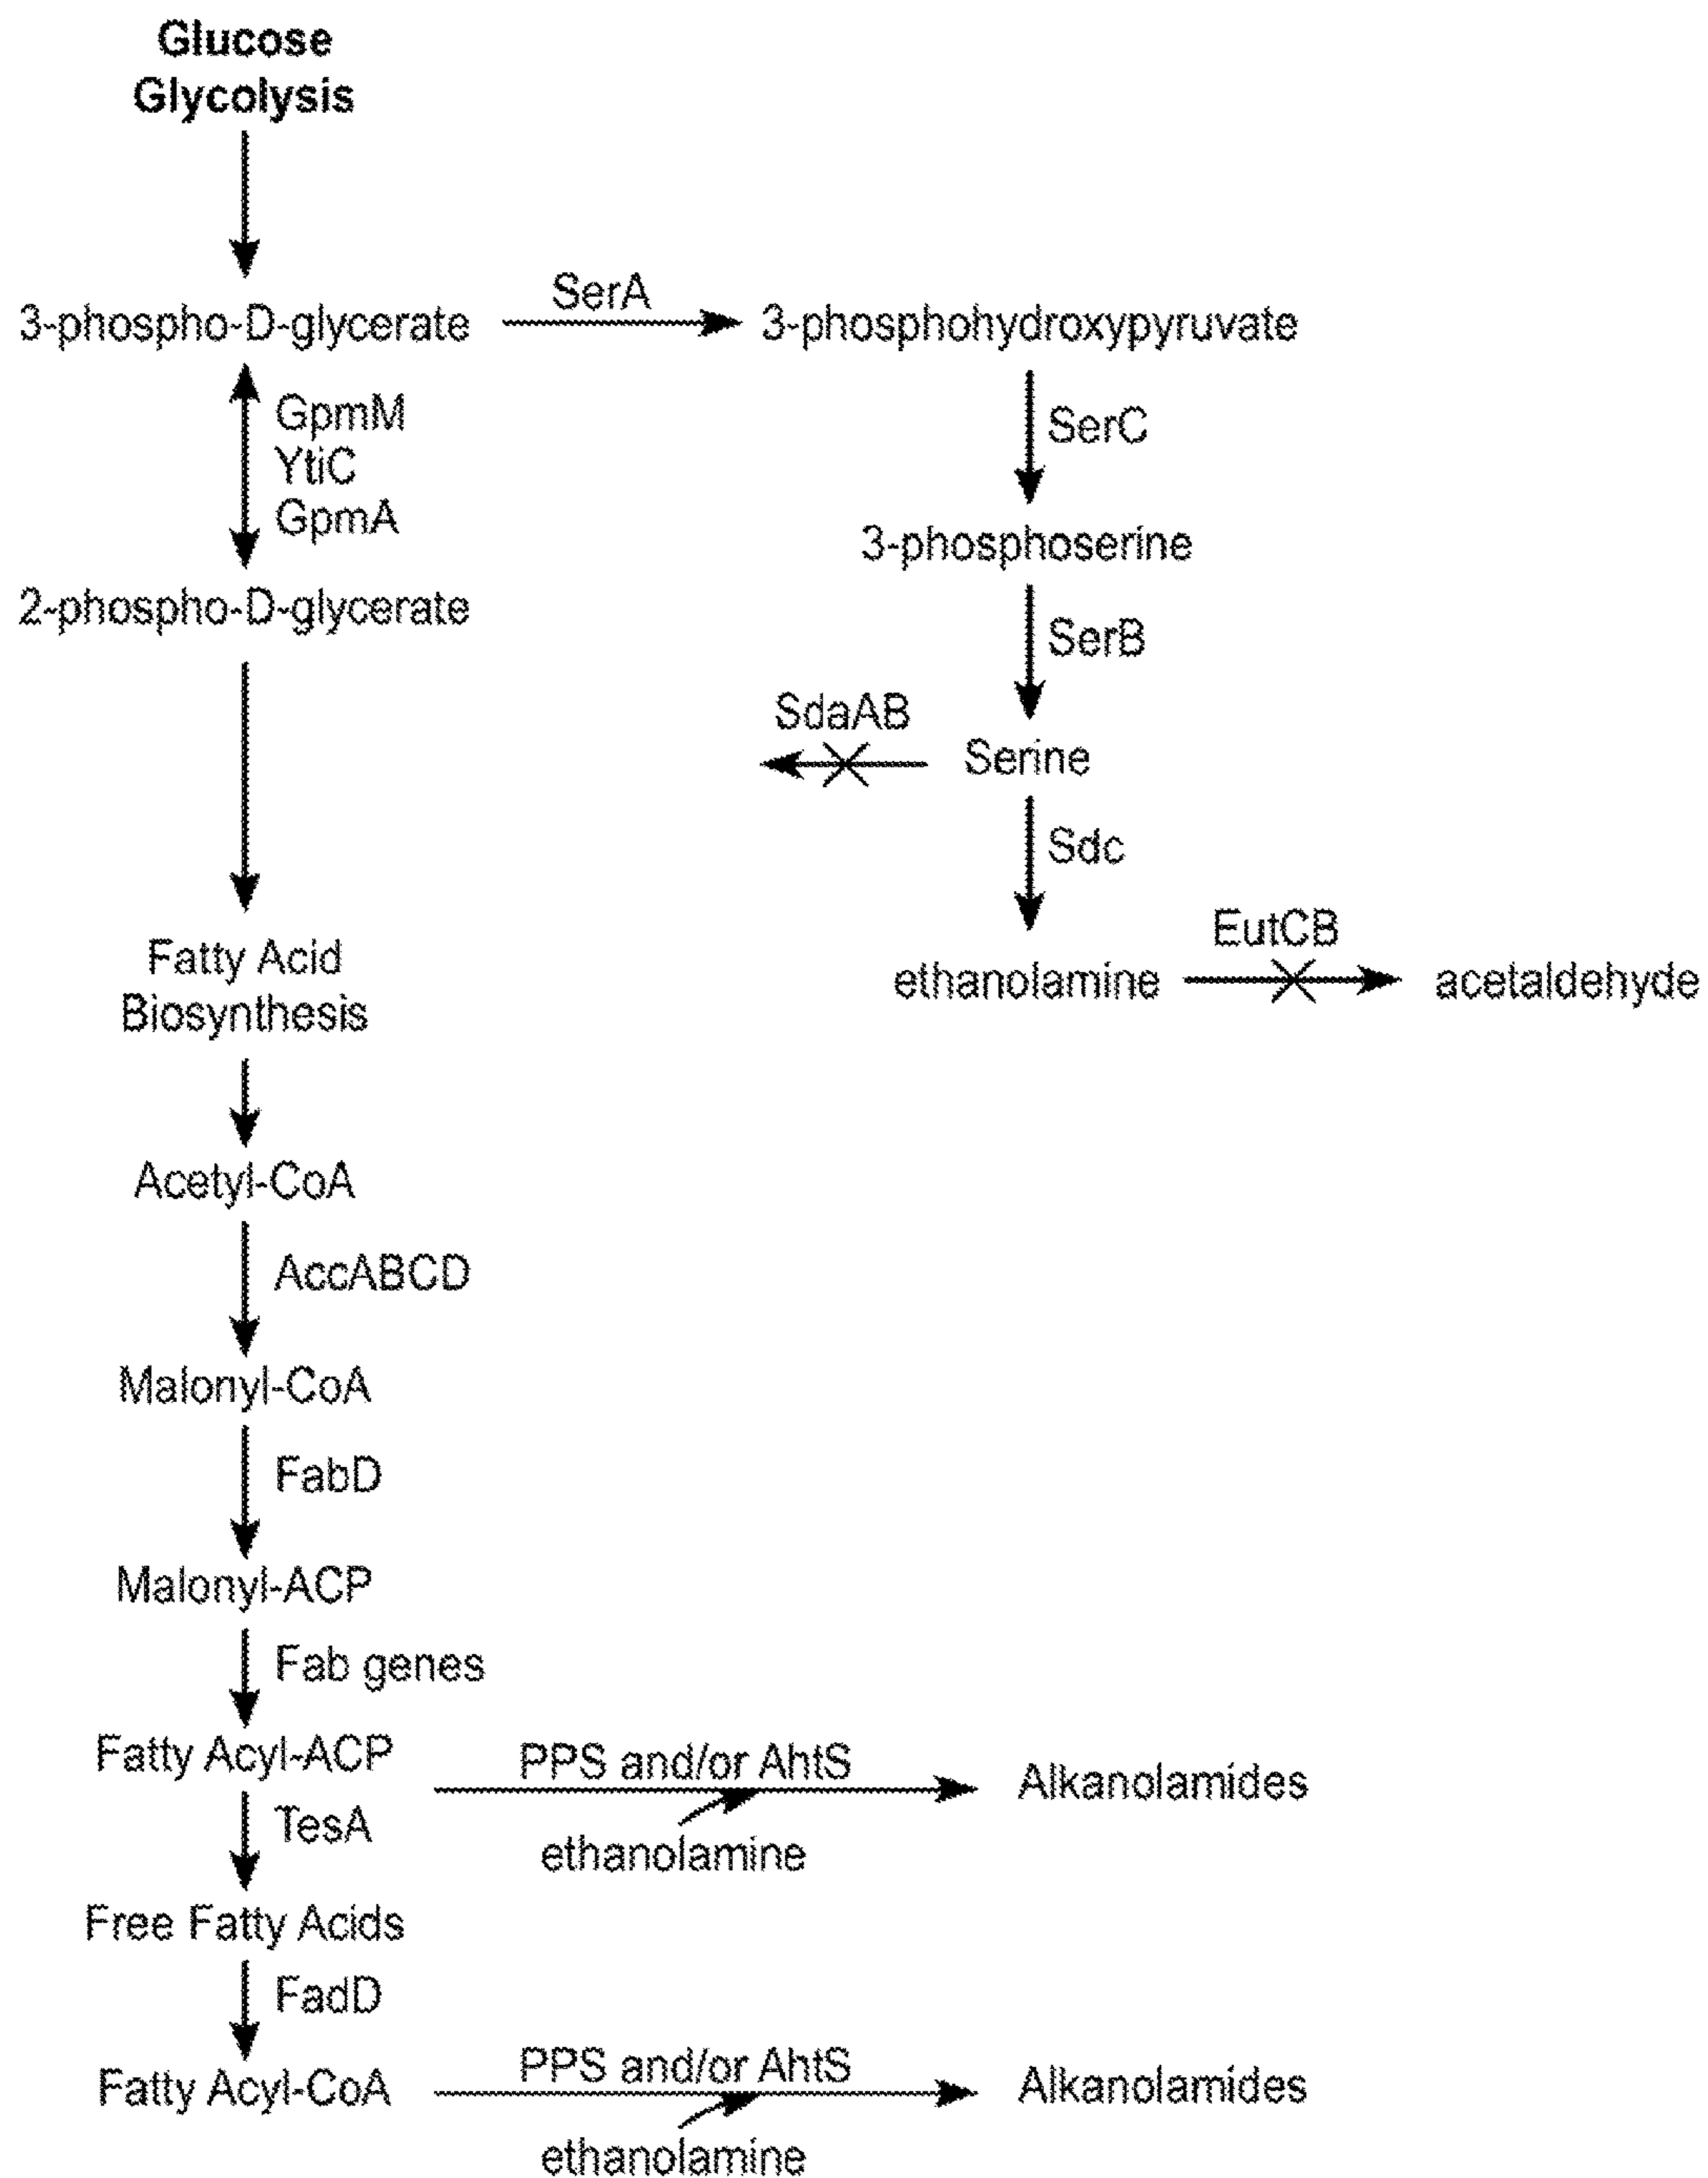 Glucose
Glycolysis
3-phospho-D-glycerate
SerA
3-phosphohydroxypyruvate
GpmM
YtiC
GpmA
SerC
3-phosphoserine
2-phospho-D-glycerate
SerB
SdaAB
Serine
Sdc
EutCB
Fatty Acid
Biosynthesis
ethanolamine
acetaldehyde
Acetyl-CoA
AccABCD
Malonyl-CoA
FabD
Malonyl-ACP
Fab genes
Fatty Acyl-ACP
PPS and/or AhtS
Alkanolamides
TesA
ethanolamine
Free Fatty Acids
FadD
Fatty Acyl-CoA
PPS and/or AhtS
Alkanolamides
ethanolamine